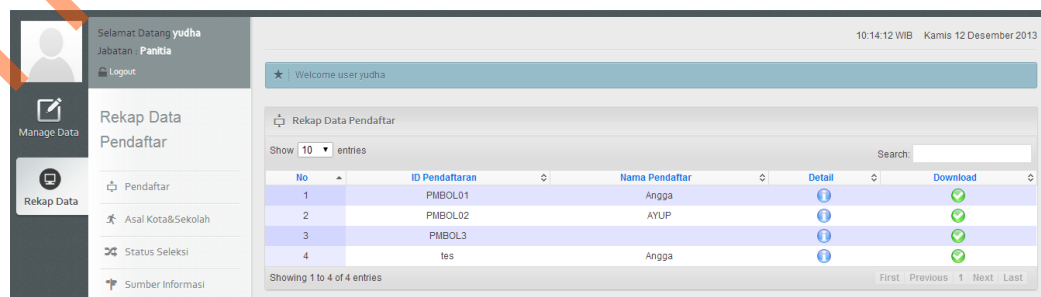 Selamat Datang yudha
Jabatan : Panitia
Logout
10:14:12 WIB Kamis 12 Desember 2013
Welcome user yudha
Manage Data
Rekap Data
Rekap Data
Pendaftar
Pendaftar
Asal Kota&Sekolah
Status Seleksi
Sumber Informasi
Rekap Data Pendaftar
Show 10 entries
Search:
No ID Pendaftaran Nama Pendaftar Detail Download
1 PMBOL01 Angga
2 PMBOL02 AYUP
3 PMBOL3
4 tes Angga
Showing 1 to 4 of 4 entries
First Previous 1 Next Last